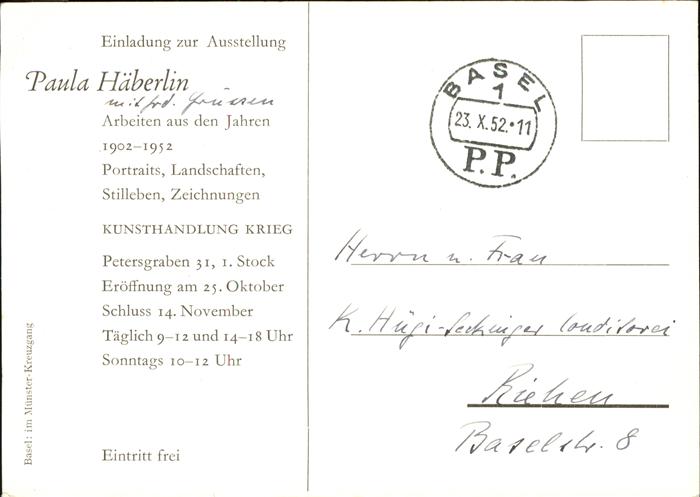 Einladung zur Ausstellung
Paula Häberlin
mit frd. Grüssen
Arbeiten aus den Jahren
1902–1952
Portraits, Landschaften,
Stilleben, Zeichnungen
KUNSTHANDLUNG KRIEG
Petersgraben 31, 1. Stock
Eröffnung am 25. Oktober
Schluss 14. November
Täglich 9–12 und 14–18 Uhr
Sonntags 10–12 Uhr
Eintritt frei
Basel: im Münster-Kreuzgang
BASEL
1
23. X. 52.•11
P.P.
Herrn u. Frau
K. Hügi-Seckinger Conditorei
Riehen
Baselstr. 8